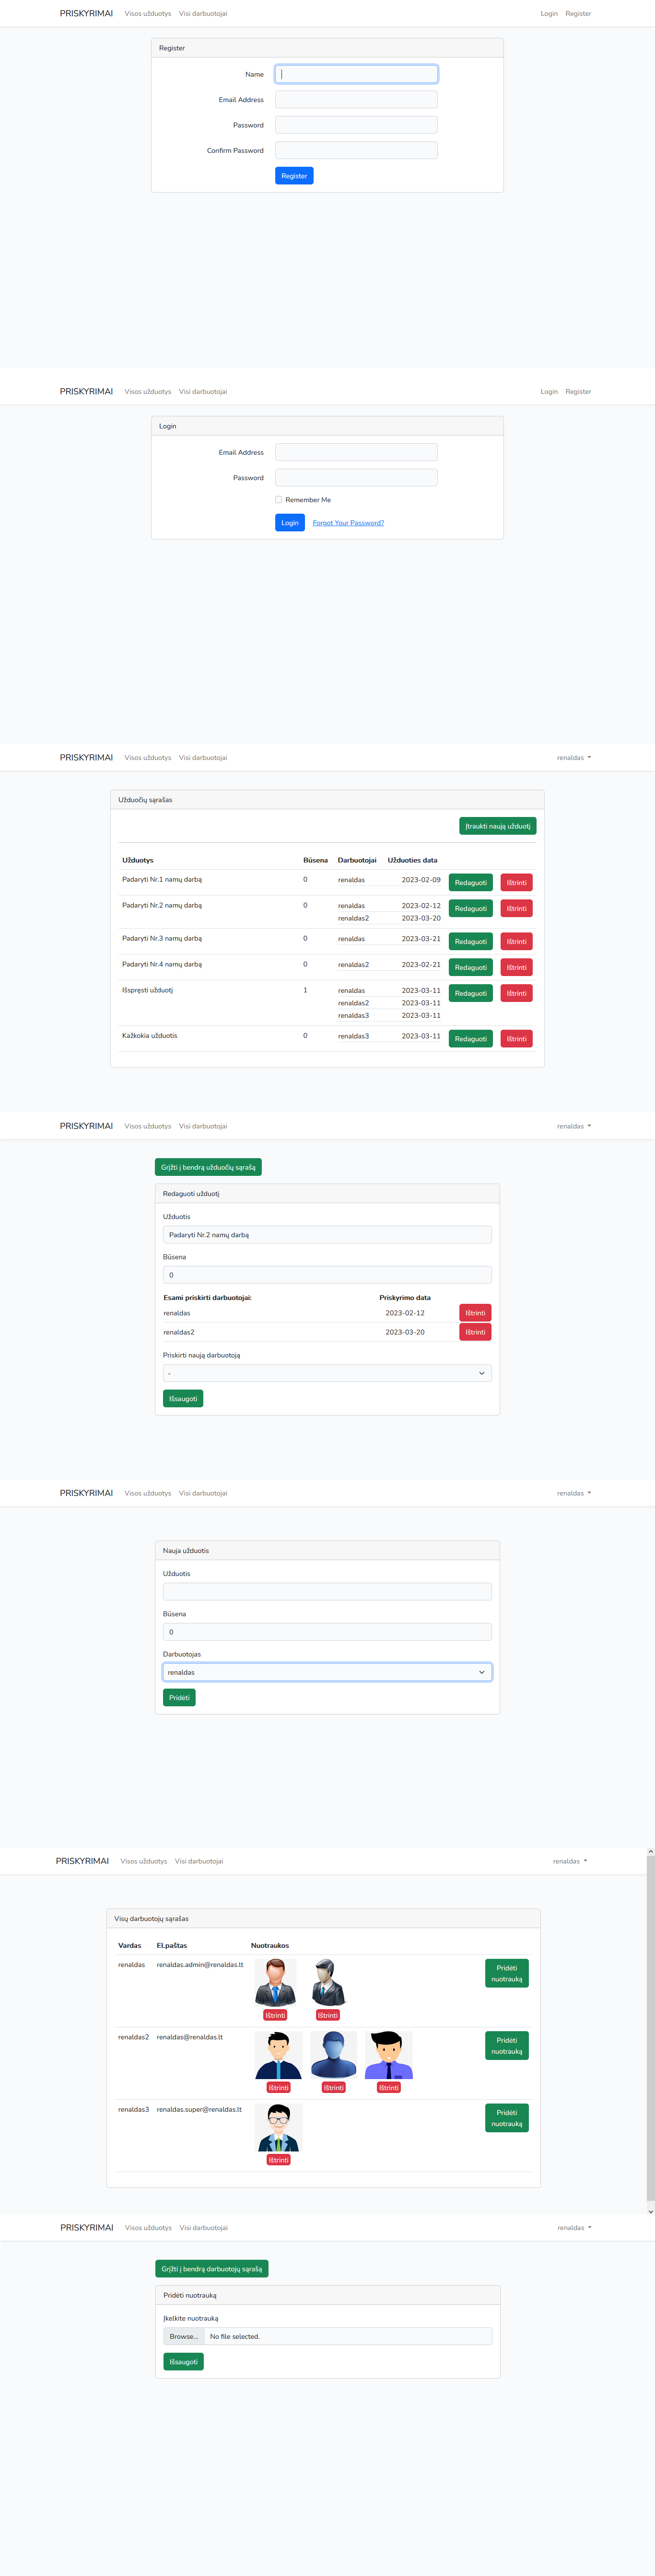 PRISKYRIMAI Visos užduotys Visi darbuotojai Login Register
Register
Name
Email Address
Password
Confirm Password
Register
PRISKYRIMAI Visos užduotys Visi darbuotojai Login Register
Login
Email Address
Password
Remember Me
Login Forgot Your Password?
PRISKYRIMAI Visos užduotys Visi darbuotojai renaldas
Užduočių sąrašas
Įtraukti naują užduotį
Užduotys Būsena Darbuotojai Užduoties data
Padaryti Nr.1 namų darbą 0 renaldas 2023-02-09 Redaguoti Ištrinti
Padaryti Nr.2 namų darbą 0 renaldas 2023-02-12 Redaguoti Ištrinti
renaldas2 2023-03-20
Padaryti Nr.3 namų darbą 0 renaldas 2023-03-21 Redaguoti Ištrinti
Padaryti Nr.4 namų darbą 0 renaldas2 2023-02-21 Redaguoti Ištrinti
Išspręsti užduotį 1 renaldas 2023-03-11 Redaguoti Ištrinti
renaldas2 2023-03-11
renaldas3 2023-03-11
Kažkokia užduotis 0 renaldas3 2023-03-11 Redaguoti Ištrinti
PRISKYRIMAI Visos užduotys Visi darbuotojai renaldas
Grįžti į bendrą užduočių sąrašą
Redaguoti užduotį
Užduotis
Padaryti Nr.2 namų darbą
Būsena
0
Esami priskirti darbuotojai: Priskyrimo data
renaldas 2023-02-12 Ištrinti
renaldas2 2023-03-20 Ištrinti
Priskirti naują darbuotoją
-
Išsaugoti
PRISKYRIMAI Visos užduotys Visi darbuotojai renaldas
Nauja užduotis
Užduotis
Būsena
0
Darbuotojas
renaldas
Pridėti
PRISKYRIMAI Visos užduotys Visi darbuotojai renaldas
Visų darbuotojų sąrašas
Vardas El.paštas Nuotraukos
renaldas renaldas.admin@renaldas.lt Pridėti
nuotrauką
Ištrinti Ištrinti
renaldas2 renaldas@renaldas.lt Pridėti
nuotrauką
Ištrinti Ištrinti Ištrinti
renaldas3 renaldas.super@renaldas.lt Pridėti
nuotrauką
Ištrinti
PRISKYRIMAI Visos užduotys Visi darbuotojai renaldas
Grįžti į bendrą darbuotojų sąrašą
Pridėti nuotrauką
Įkelkite nuotrauką
Browse... No file selected.
Išsaugoti